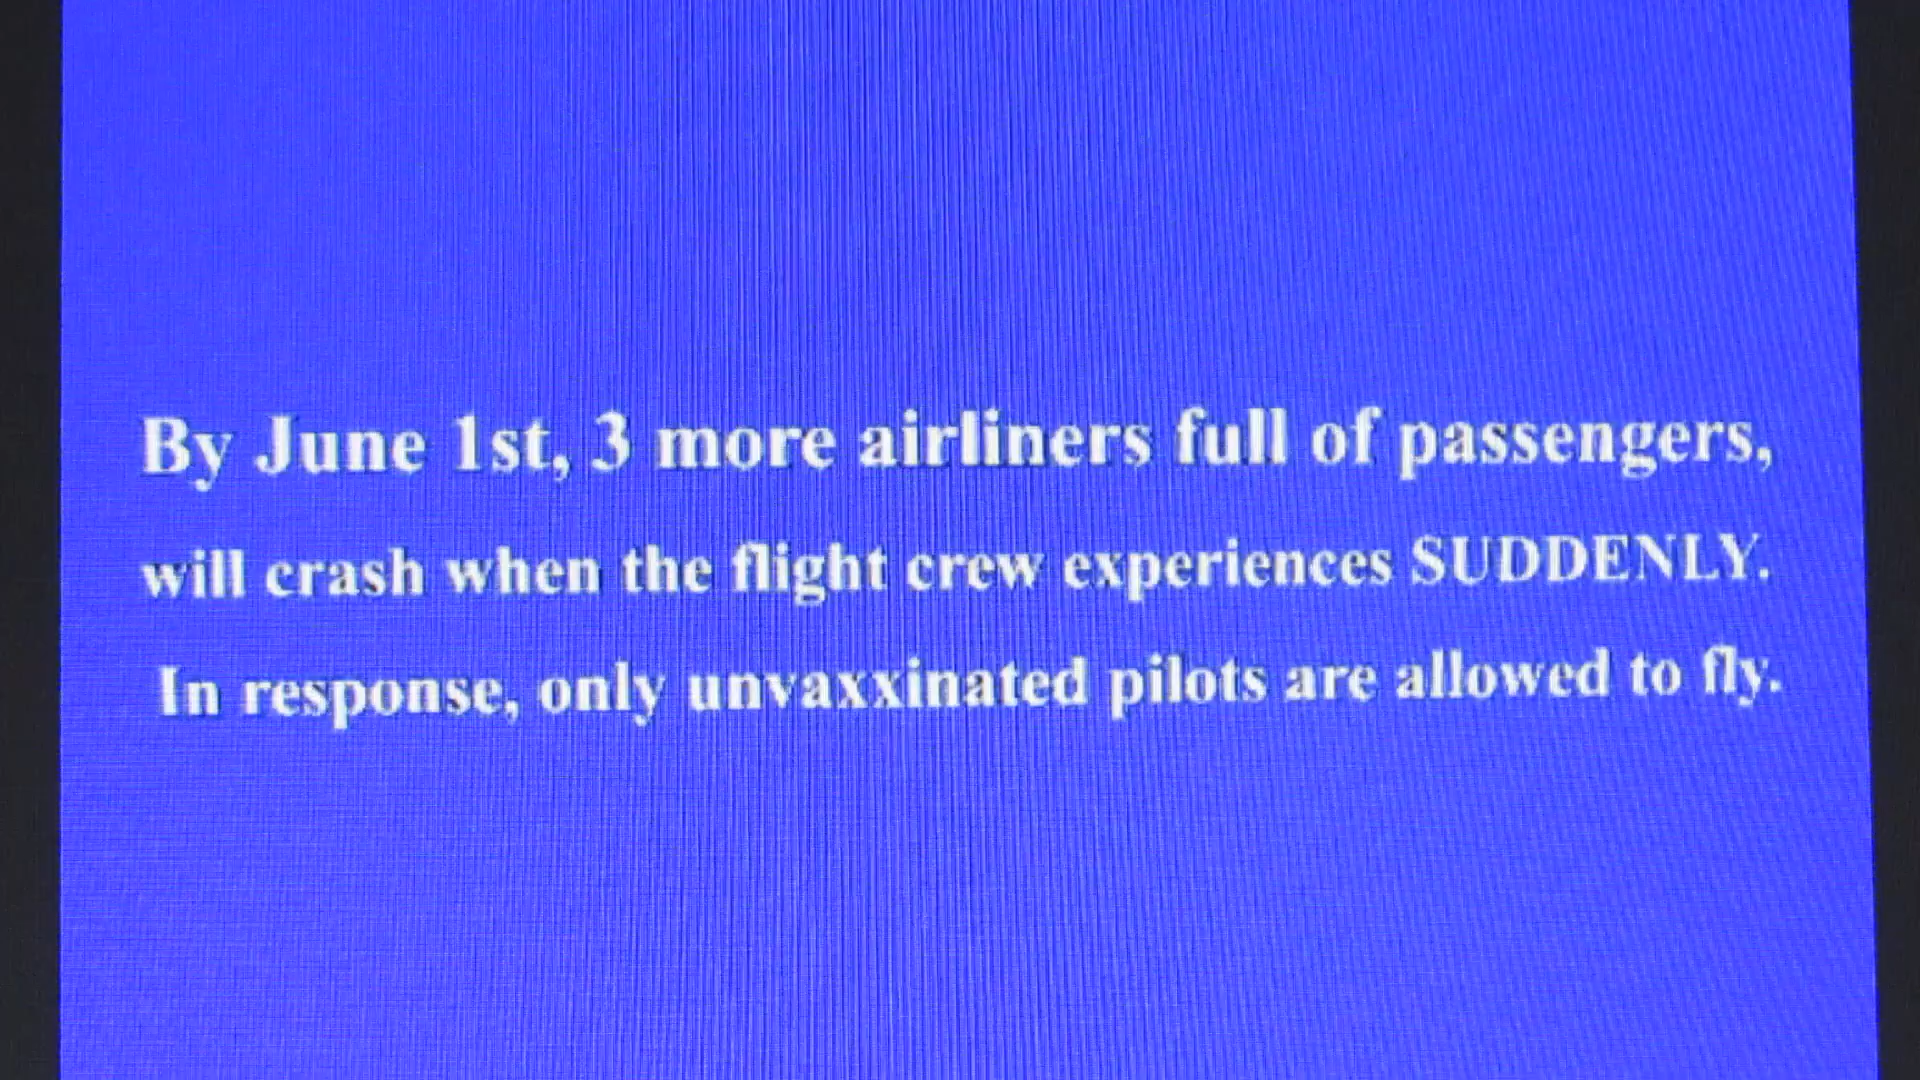 By June 1st, 3 more airliners full of passengers,
will crash when the flight crew experiences SUDDENLY.
In response, only unvaxxinated pilots are allowed to fly.